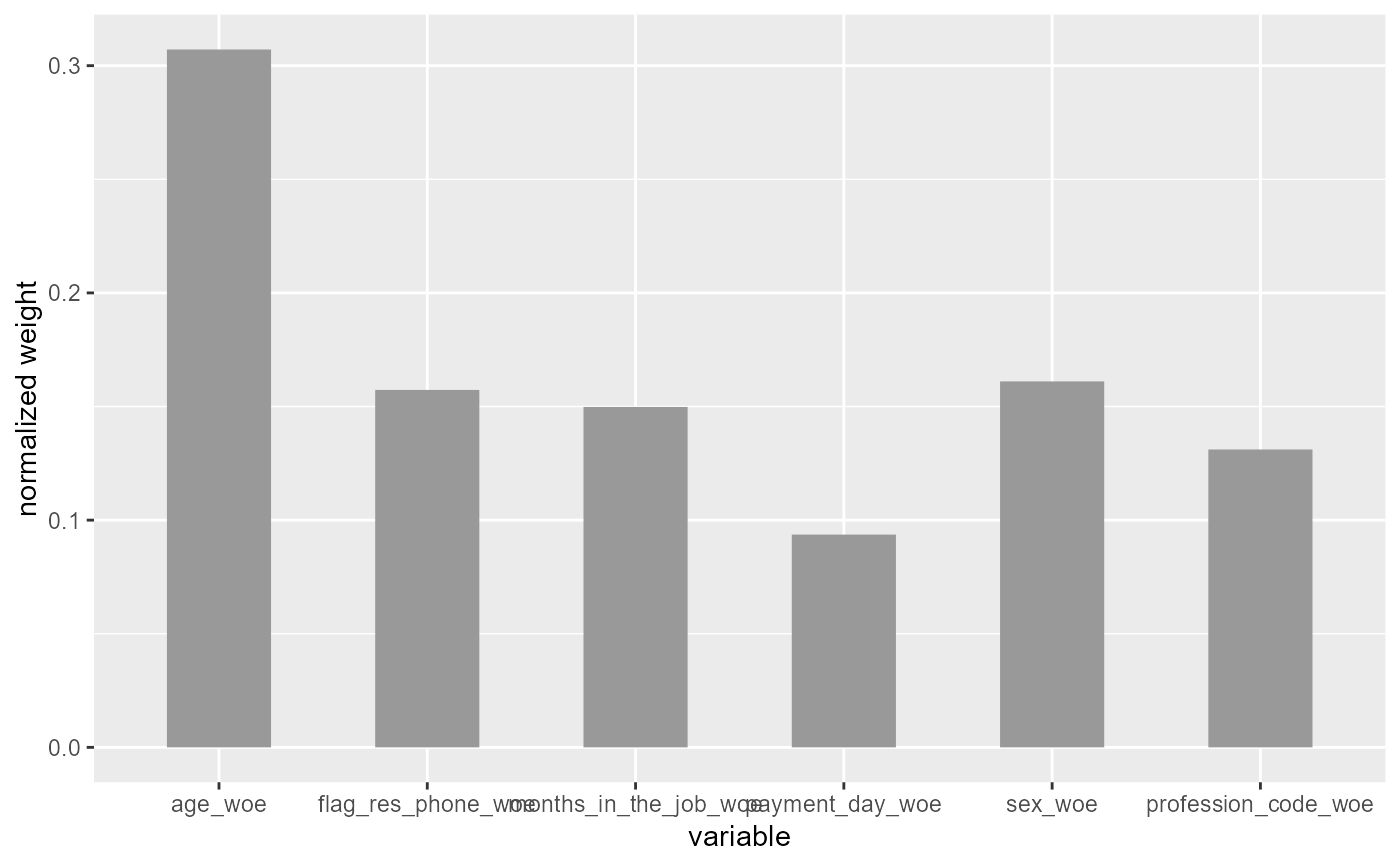 normalized weight
0.3
0.2
0.1
0.0
age_woe flag_res_phone_woe months_in_the_job_woe payment_day_woe sex_woe profession_code_woe
variable